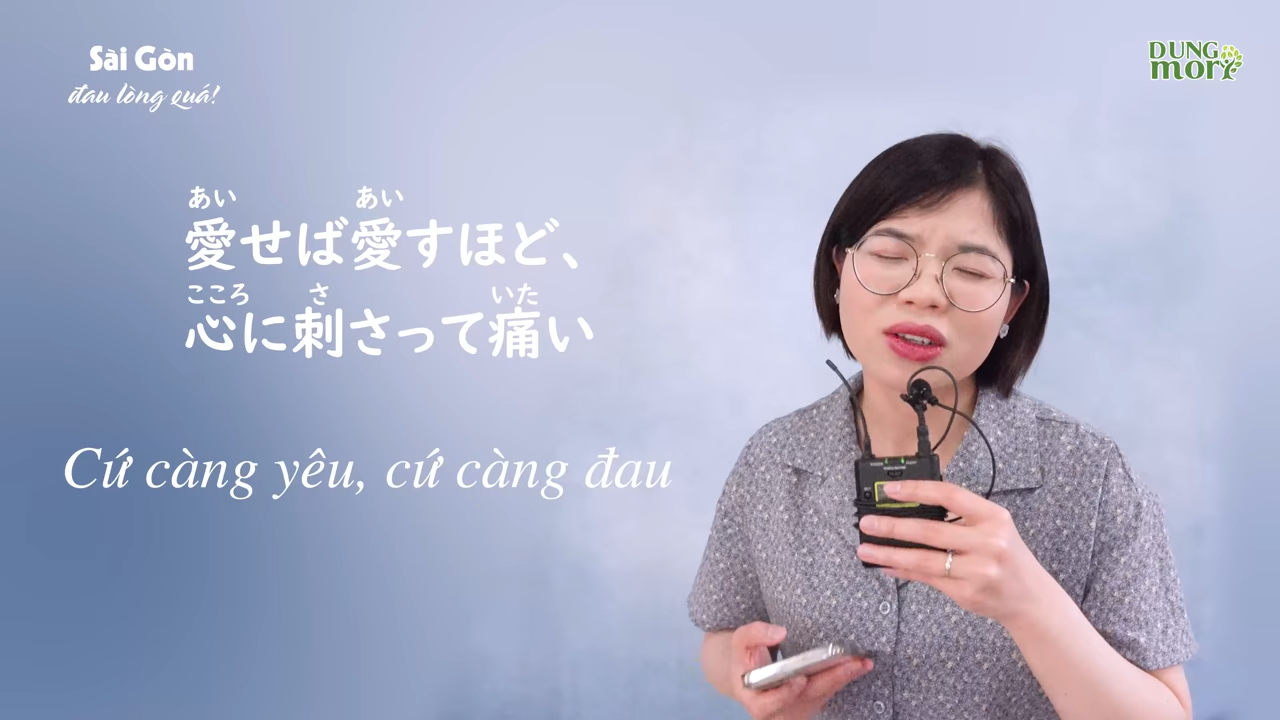 Sài Gòn
đau lòng quá!
DUNG
mori
あい あい
愛せば愛すほど、
こころ さ いた
心に刺さって痛い
Cứ càng yêu, cứ càng đau